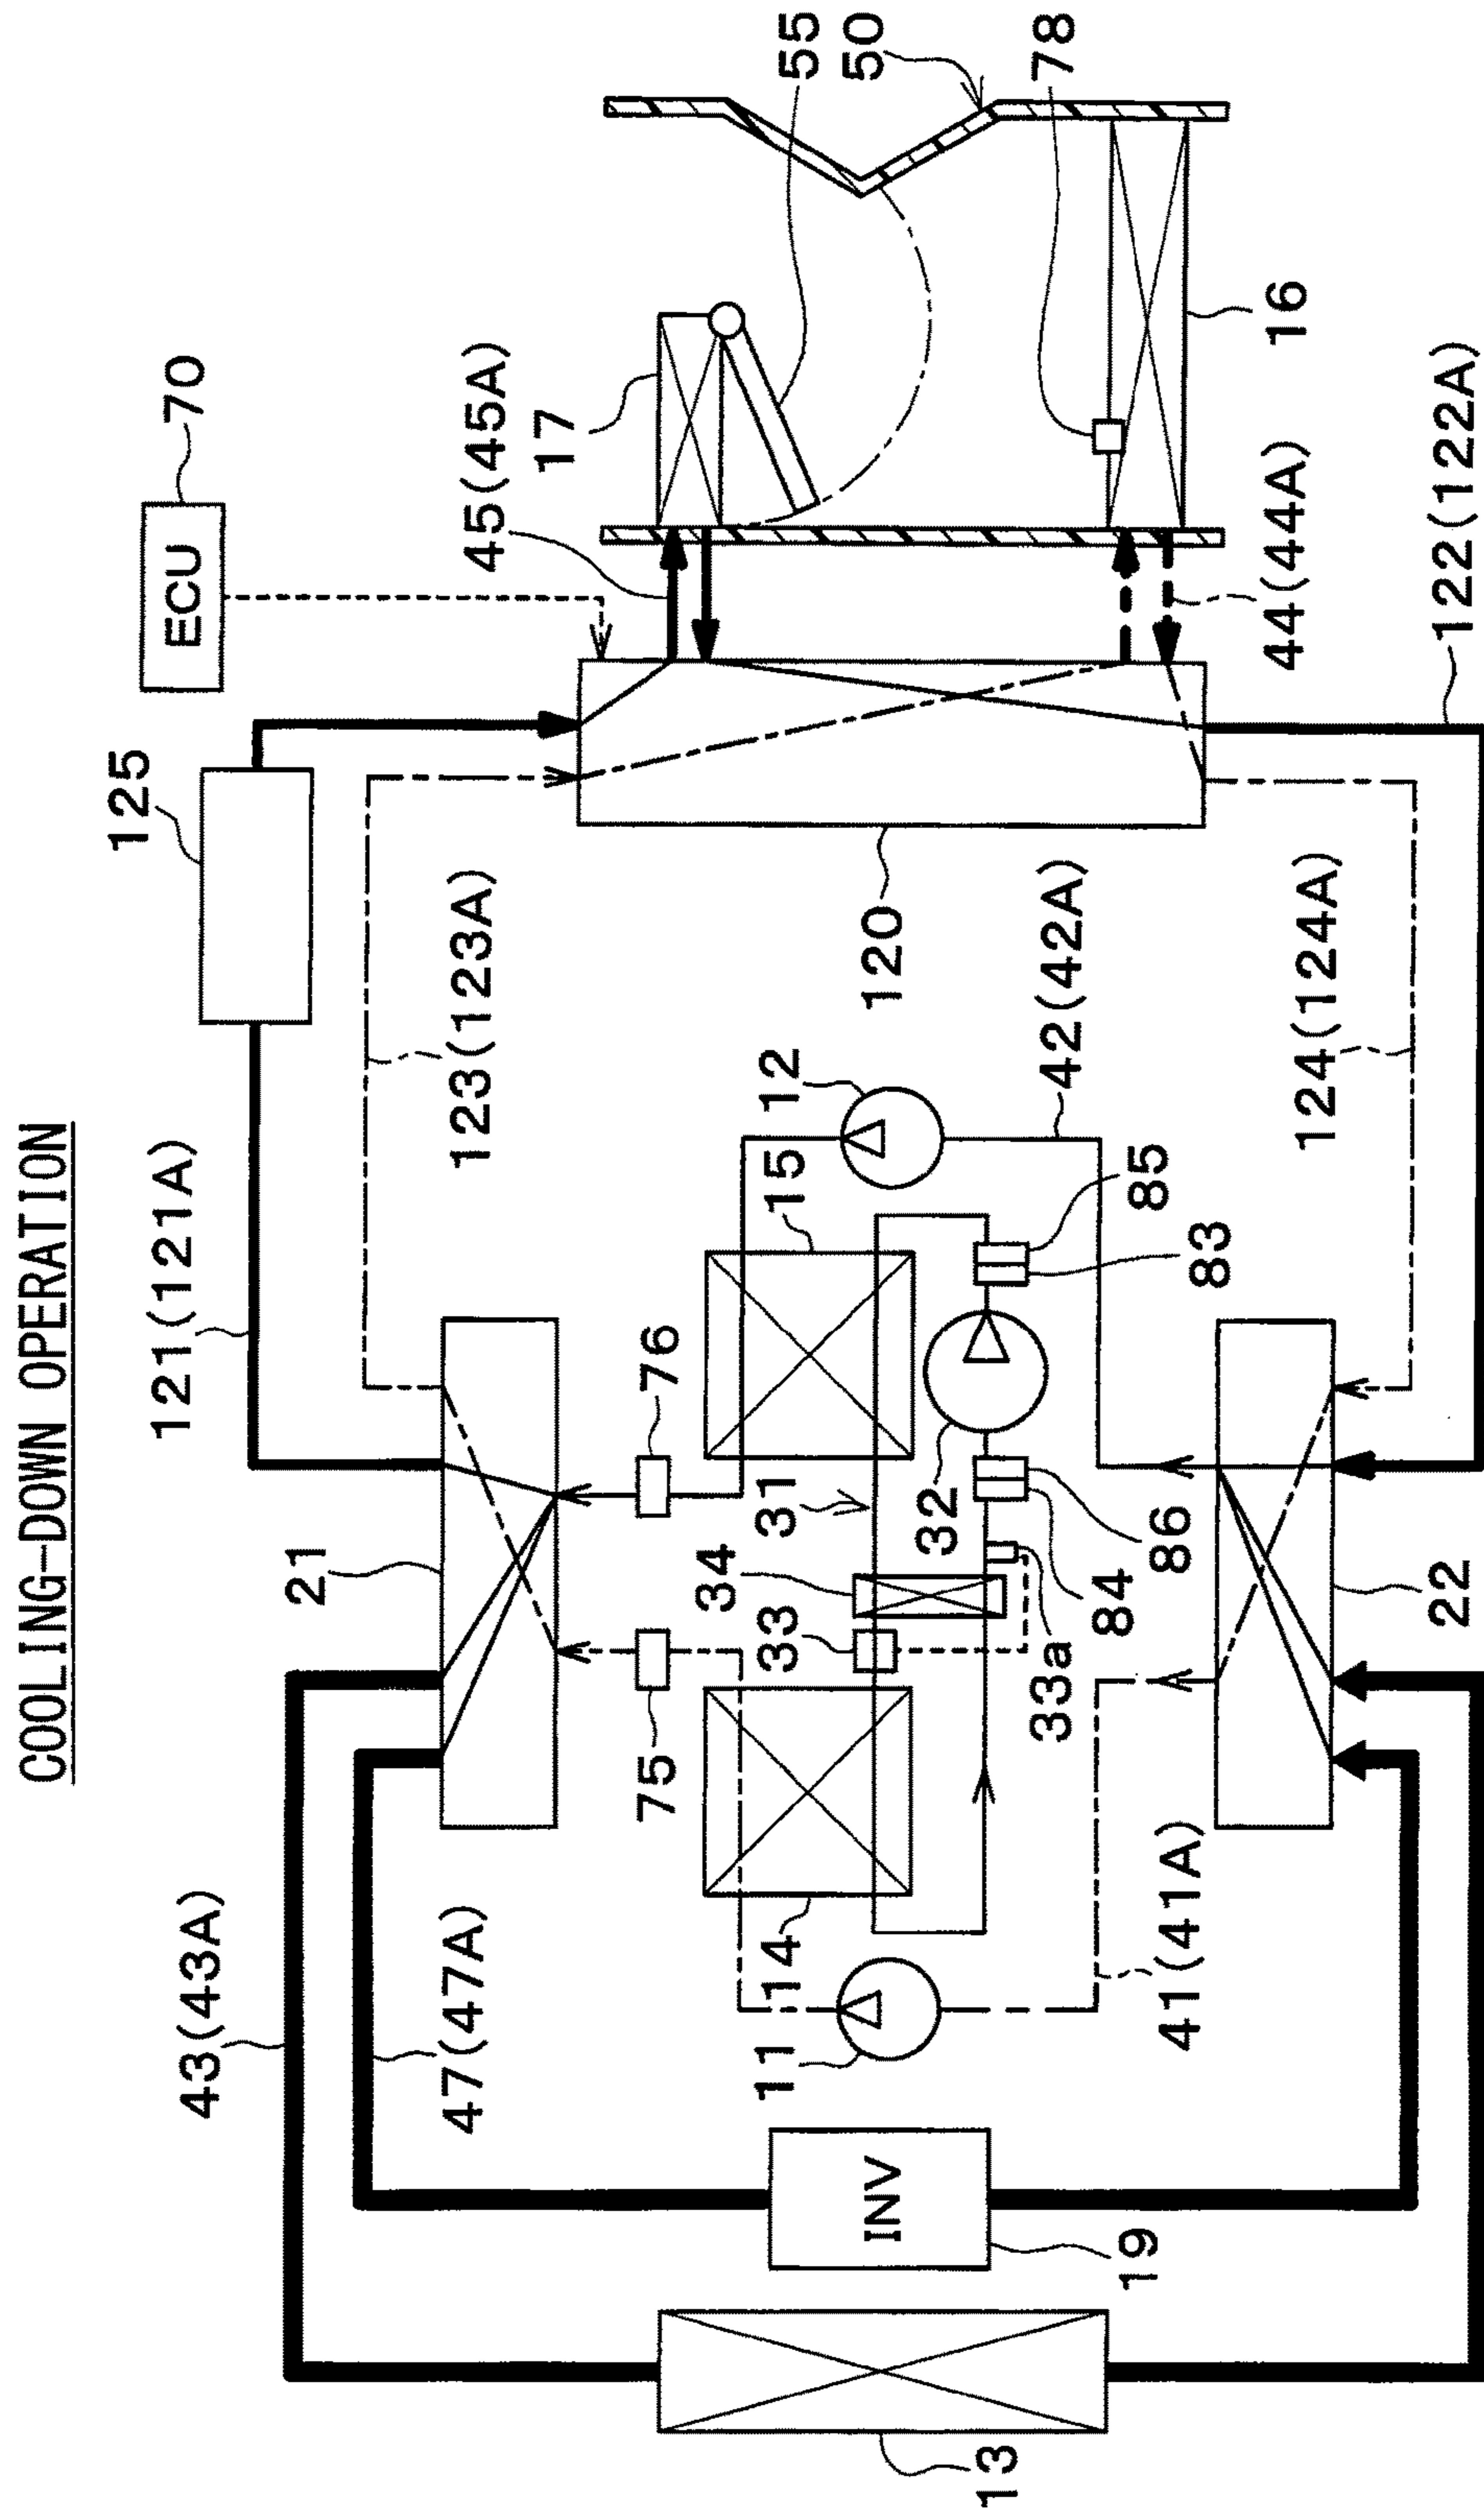 COOLING-DOWN OPERATION
43(43A)
47(47A)
21
121(121A)
125
123(123A)
ECU
70
45(45A)
17
55
50
78
16
44(44A)
122(122A)
120
42(42A)
124(124A)
12
15
76
75
31
34
33
32
85
83
86
84
33a
22
14
11
41(41A)
INV
19
13